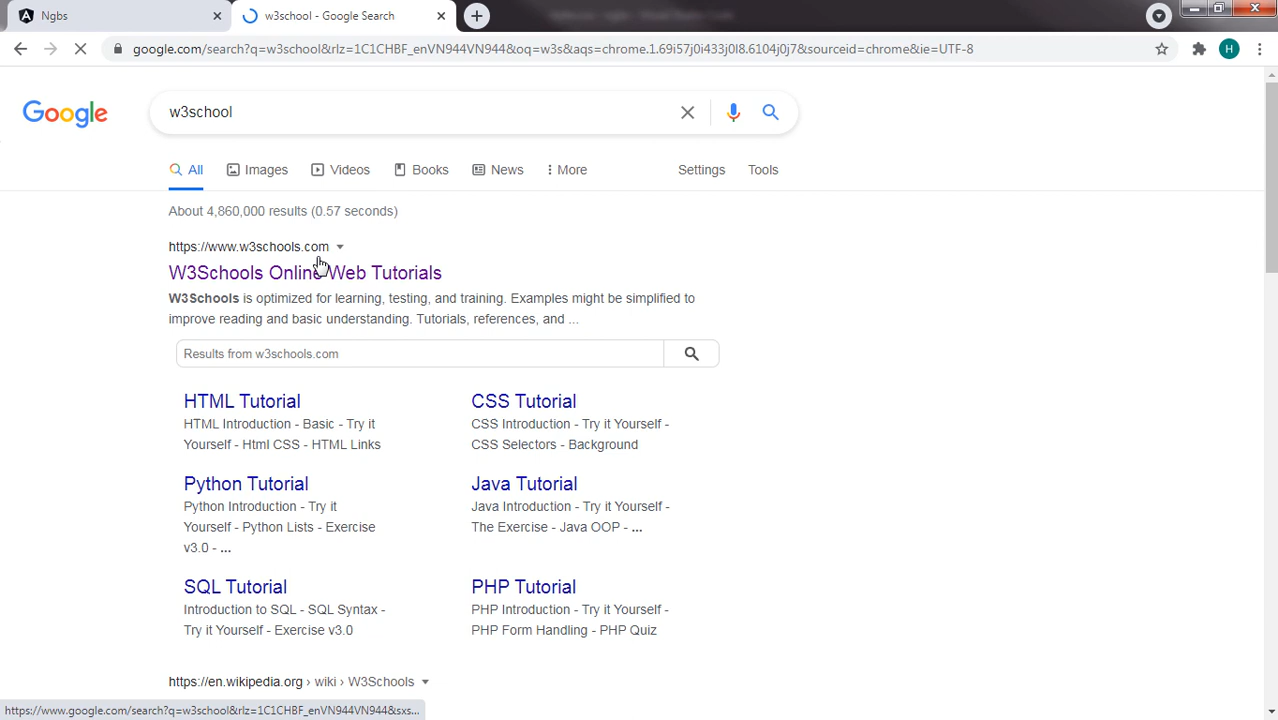 Ngbs
w3school - Google Search
google.com/search?q=w3school&rlz=1C1CHBF_enVN944VN944&oq=w3s&aqs=chrome.1.69i57j0i433j0l8.6104j0j7&sourceid=chrome&ie=UTF-8
H
Google
w3school
All
Images
Videos
Books
News
More
Settings
Tools
About 4,860,000 results (0.57 seconds)
https://www.w3schools.com
W3Schools Online Web Tutorials
W3Schools is optimized for learning, testing, and training. Examples might be simplified to
improve reading and basic understanding. Tutorials, references, and ...
Results from w3schools.com
HTML Tutorial
HTML Introduction - Basic - Try it
Yourself - Html CSS - HTML Links
CSS Tutorial
CSS Introduction - Try it Yourself -
CSS Selectors - Background
Python Tutorial
Python Introduction - Try it
Yourself - Python Lists - Exercise
v3.0 - ...
Java Tutorial
Java Introduction - Try it Yourself -
The Exercise - Java OOP - ...
SQL Tutorial
Introduction to SQL - SQL Syntax -
Try it Yourself - Exercise v3.0
PHP Tutorial
PHP Introduction - Try it Yourself -
PHP Form Handling - PHP Quiz
https://en.wikipedia.org › wiki › W3Schools
https://www.google.com/search?q=w3school&rlz=1C1CHBF_enVN944VN944&sxs...